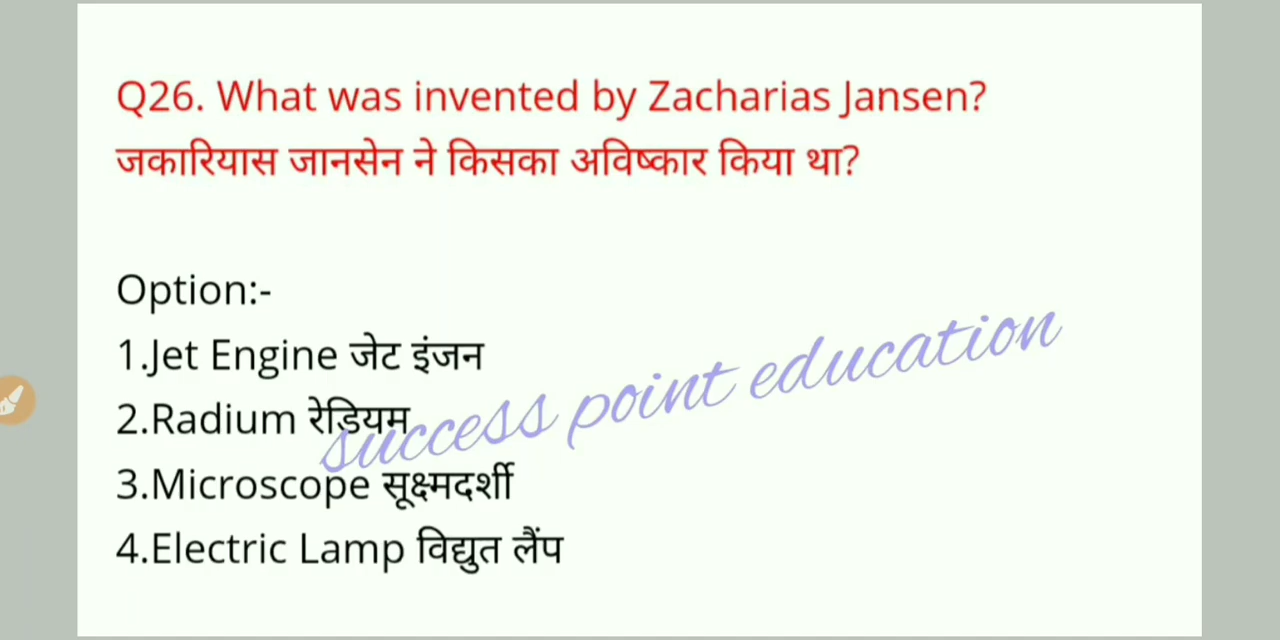 Q26. What was invented by Zacharias Jansen?
जकारियास जानसेन ने किसका अविष्कार किया था?
Option:-
1.Jet Engine जेट इंजन
2.Radium रेडियम
3.Microscope सूक्ष्मदर्शी
4.Electric Lamp विद्युत लैंप
success point education